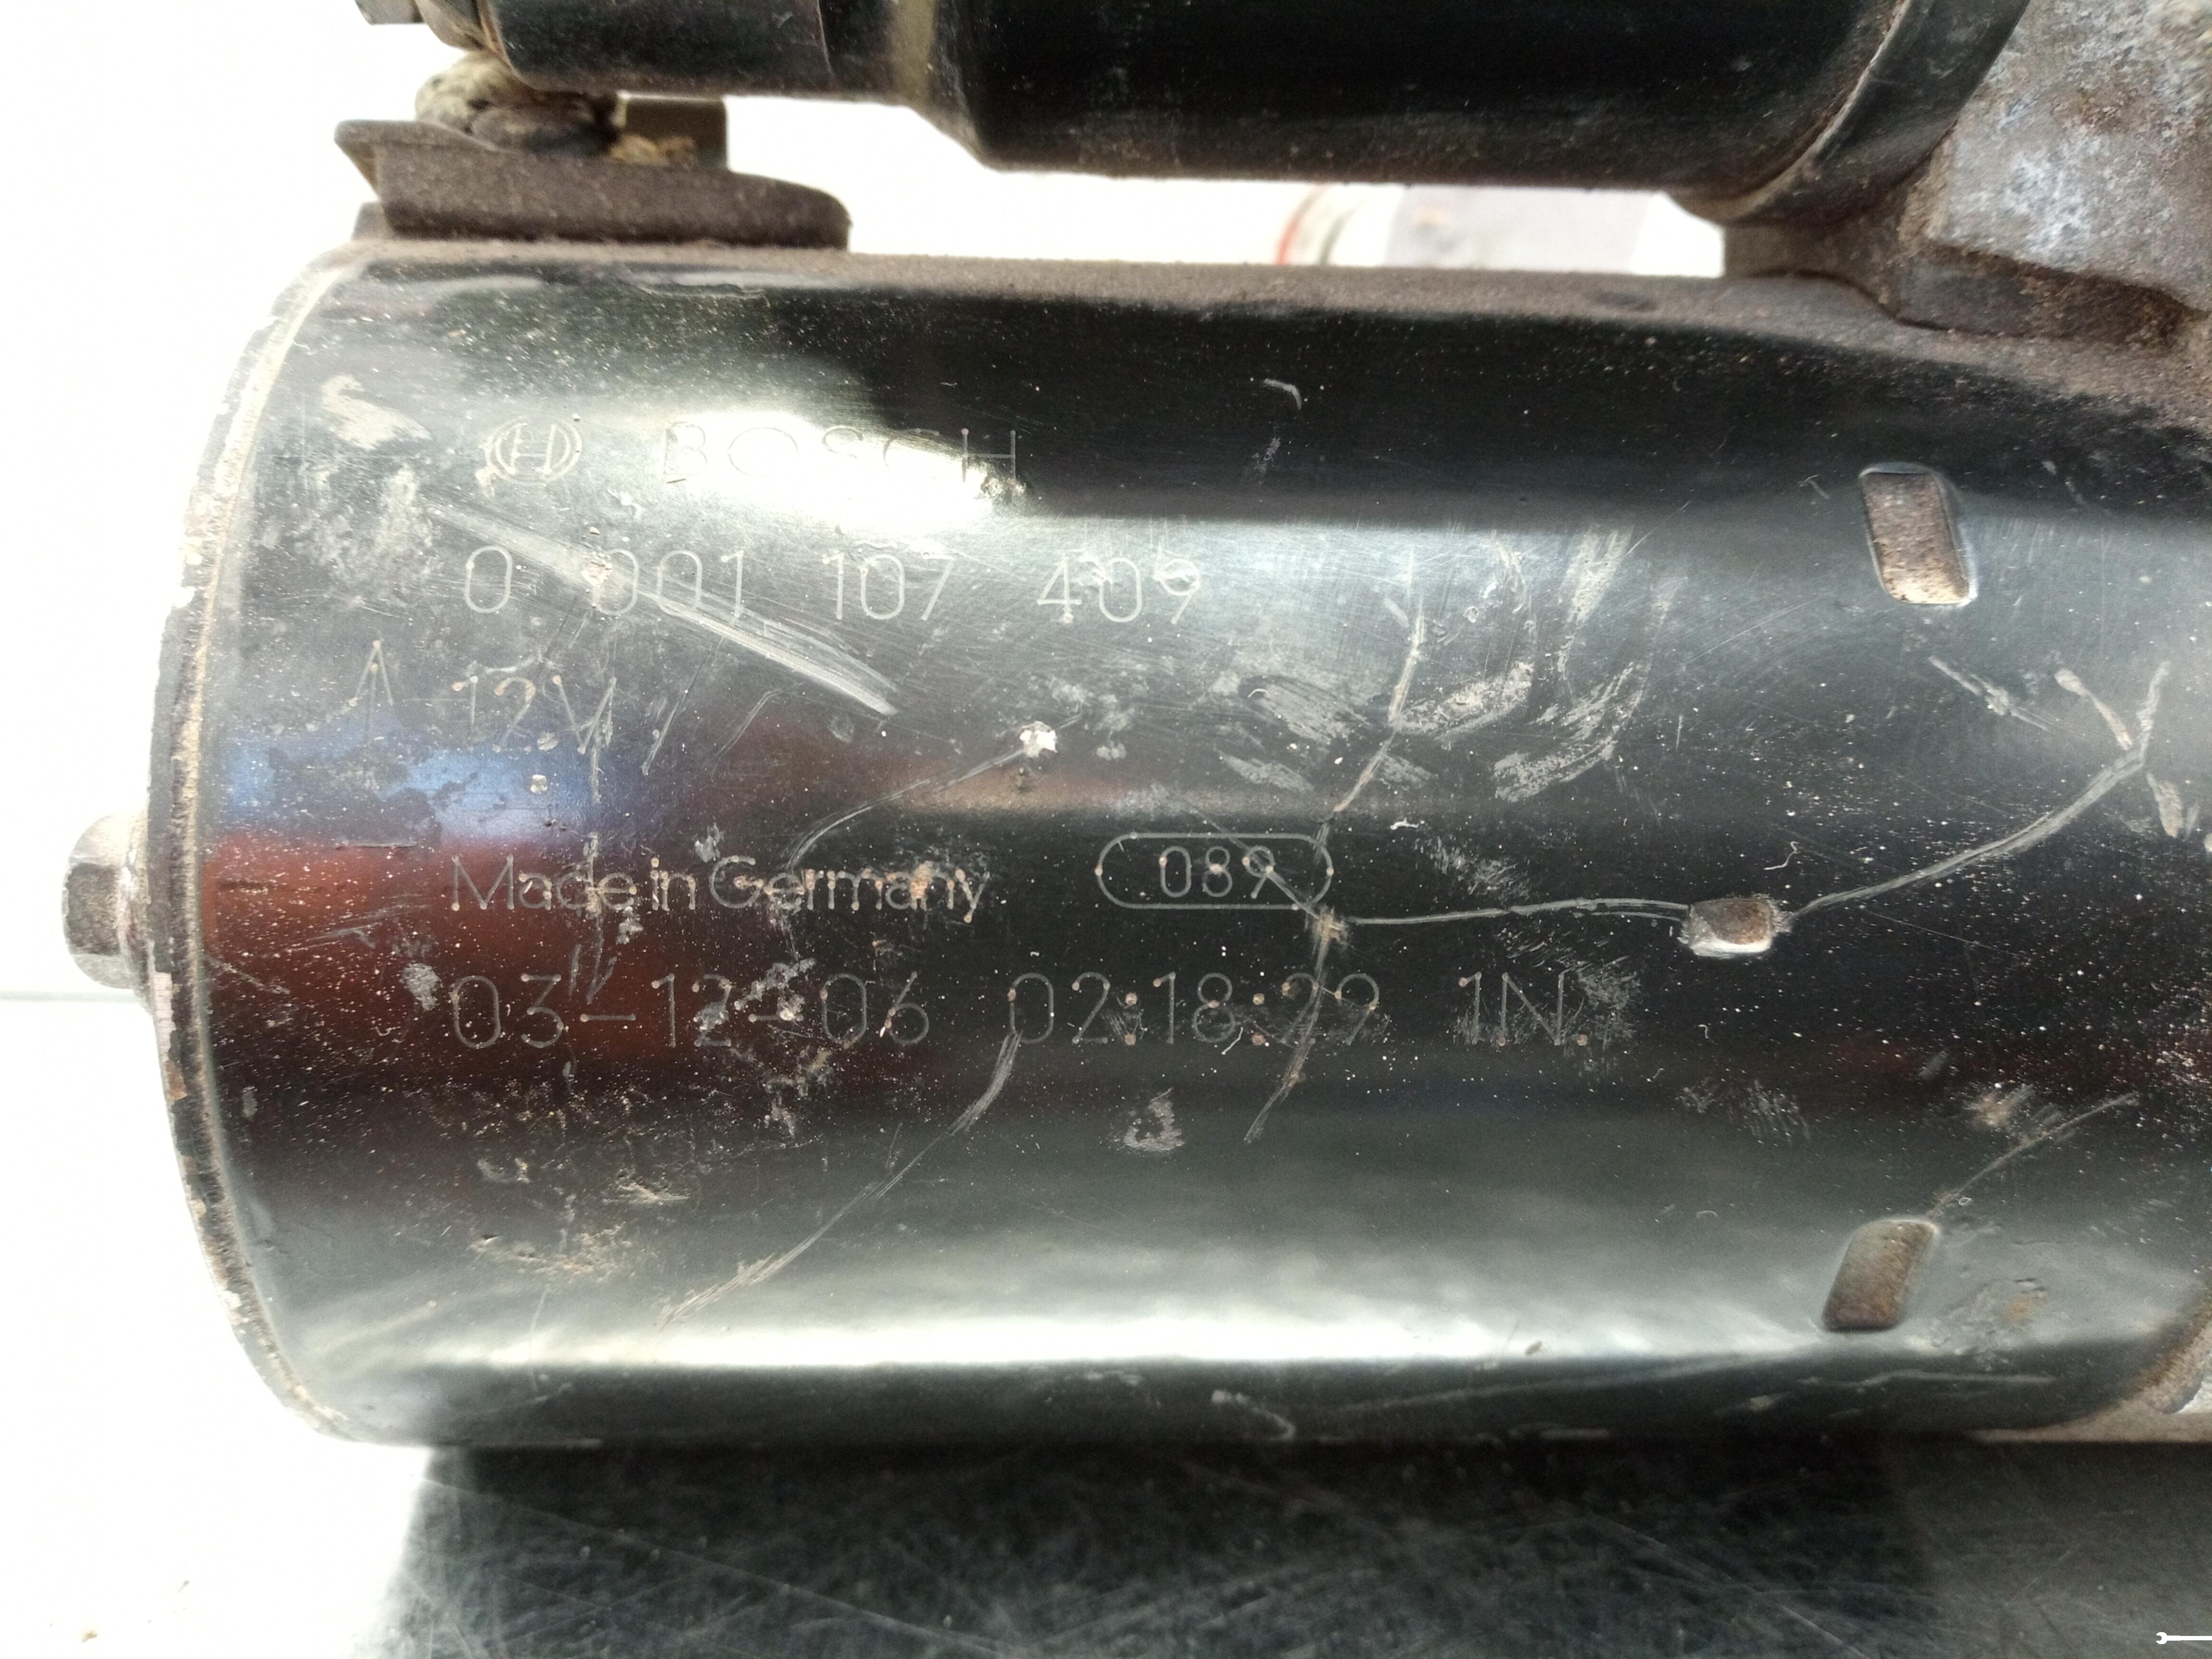 BOSCH
0 001 107 409
12V
Made in Germany 089
03-12-06 02:18:29 1N.